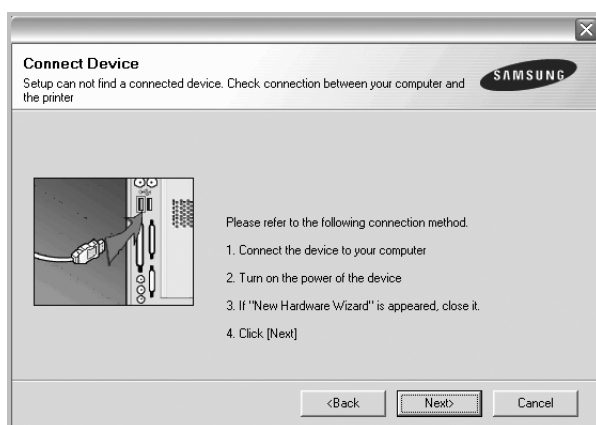 Connect Device
Setup can not find a connected device. Check connection between your computer and
the printer
SAMSUNG
Please refer to the following connection method.
1. Connect the device to your computer
2. Turn on the power of the device
3. If "New Hardware Wizard" is appeared, close it.
4. Click [Next]
<Back
Next>
Cancel